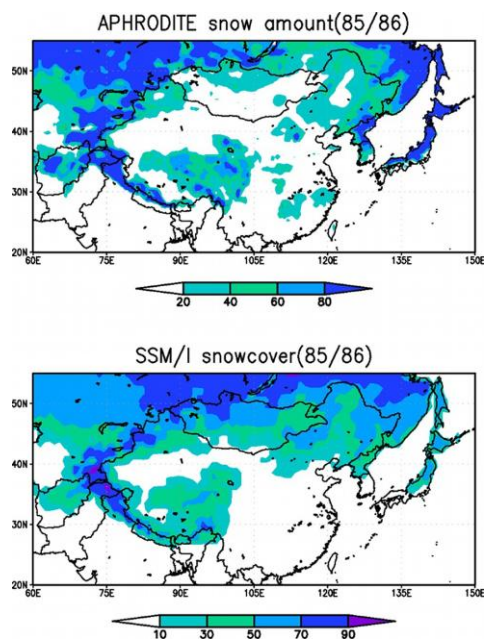 APHRODITE snow amount(85/86)
50N
40N
30N
20N
60E 75E 90E 105E 120E 135E 150E
20 40 60 80
SSM/I snowcover(85/86)
50N
40N
30N
20N
60E 75E 90E 105E 120E 135E 150E
10 30 50 70 90